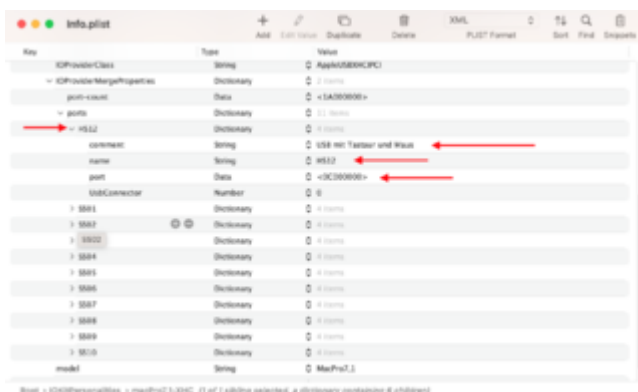 Info.plist
Add Edit Value Duplicate Delete PLIST Format Sort Find Snippets
XML
Key Type Value
IOProviderClass String AppleUSBXHCIPCI
IOProviderMergeProperties Dictionary 2 items
port-count Data <1A000000>
ports Dictionary 11 items
HS12 Dictionary 4 items
comment String USB mit Tastaur und Maus
name String HS12
port Data <0C000000>
UsbConnector Number 0
SS01 Dictionary 4 items
SS02 Dictionary 4 items
Dictionary 4 items
SS04 Dictionary 4 items
SS05 Dictionary 4 items
SS06 Dictionary 4 items
SS07 Dictionary 4 items
SS08 Dictionary 4 items
SS09 Dictionary 4 items
SS10 Dictionary 4 items
model String MacPro7,1